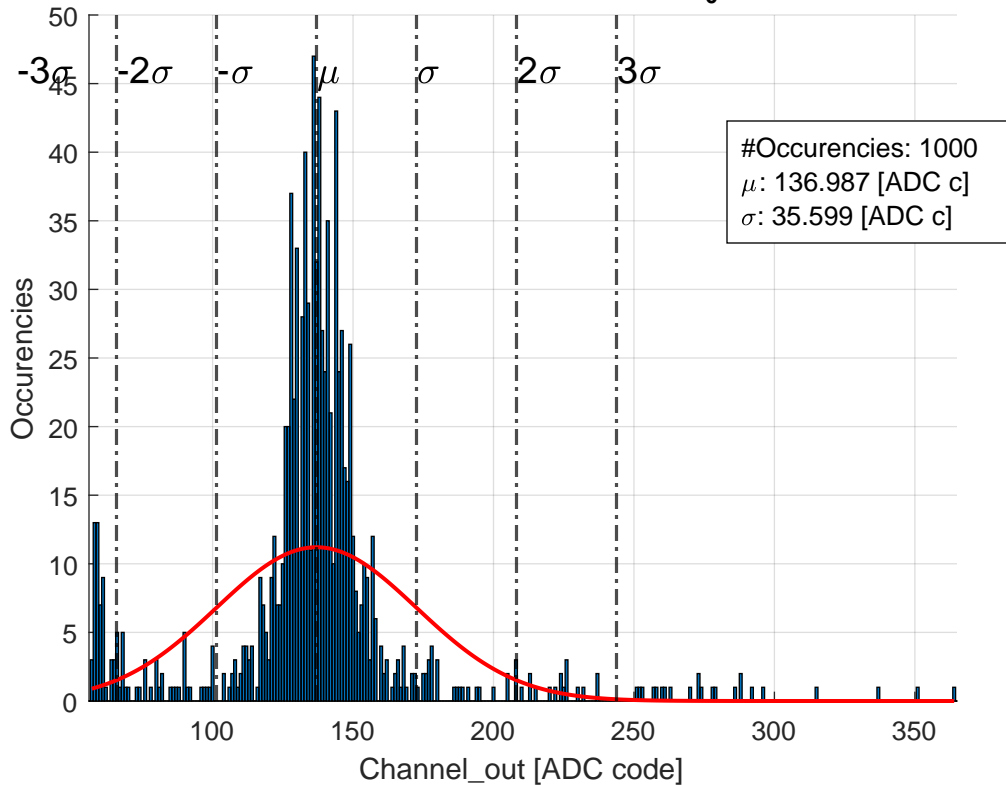 50
-3σ -2σ -σ μ σ 2σ 3σ
45
40
35
30
25
20
15
10
5
0
Occurencies
#Occurencies: 1000
μ: 136.987 [ADC c]
σ: 35.599 [ADC c]
100 150 200 250 300 350
Channel_out [ADC code]